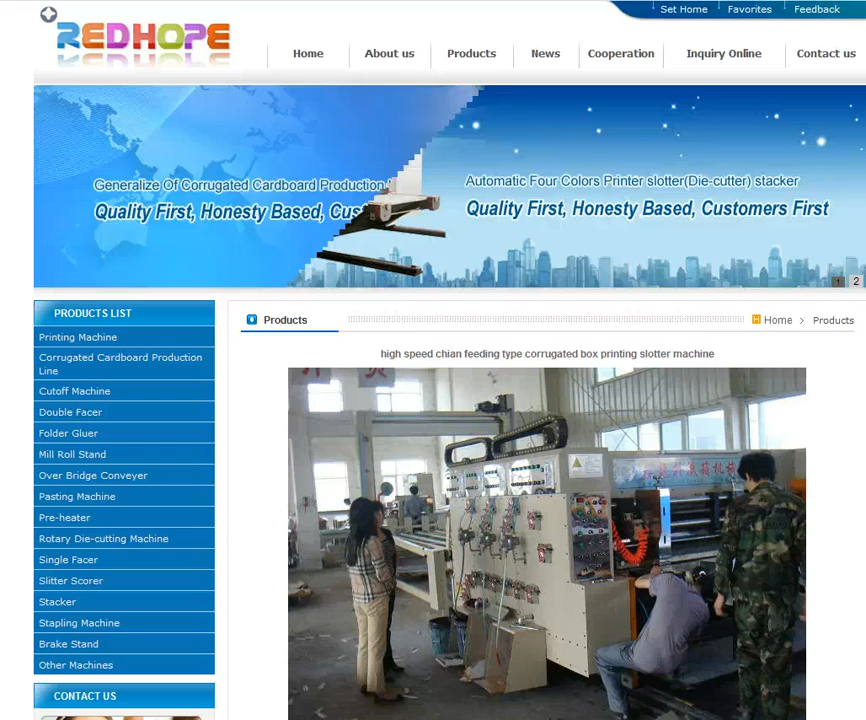 Set Home
Favorites
Feedback
REDHOPE
Home
About us
Products
News
Cooperation
Inquiry Online
Contact us
Generalize Of Corrugated Cardboard Production
Quality First, Honesty Based, Cus
Automatic Four Colors Printer slotter(Die-cutter) stacker
Quality First, Honesty Based, Customers First
1 2
PRODUCTS LIST
Printing Machine
Corrugated Cardboard Production
Line
Cutoff Machine
Double Facer
Folder Gluer
Mill Roll Stand
Over Bridge Conveyer
Pasting Machine
Pre-heater
Rotary Die-cutting Machine
Single Facer
Slitter Scorer
Stacker
Stapling Machine
Brake Stand
Other Machines
CONTACT US
Products
H Home > Products
high speed chian feeding type corrugated box printing slotter machine